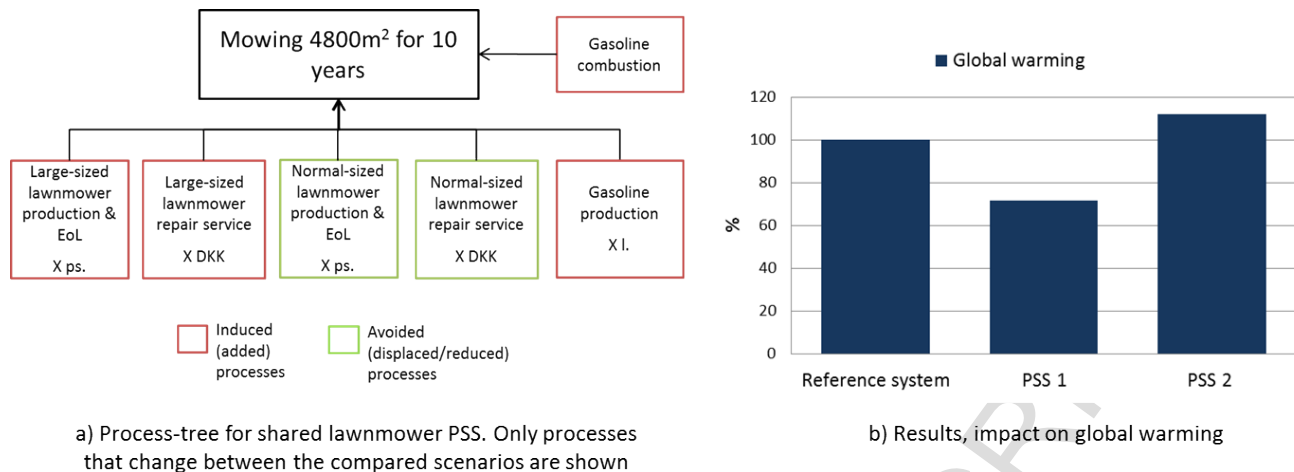 Mowing 4800m² for 10
years
Gasoline
combustion
Large-sized
lawnmower
production &
EoL
X ps.
Large-sized
lawnmower
repair service
X DKK
Normal-sized
lawnmower
production &
EoL
X ps.
Normal-sized
lawnmower
repair service
X DKK
Gasoline
production
X l.
Induced
(added)
processes
Avoided
(displaced/reduced)
processes
a) Process-tree for shared lawnmower PSS. Only processes
that change between the compared scenarios are shown
Global warming
120
100
80
60
40
20
0
%
Reference system
PSS 1
PSS 2
b) Results, impact on global warming